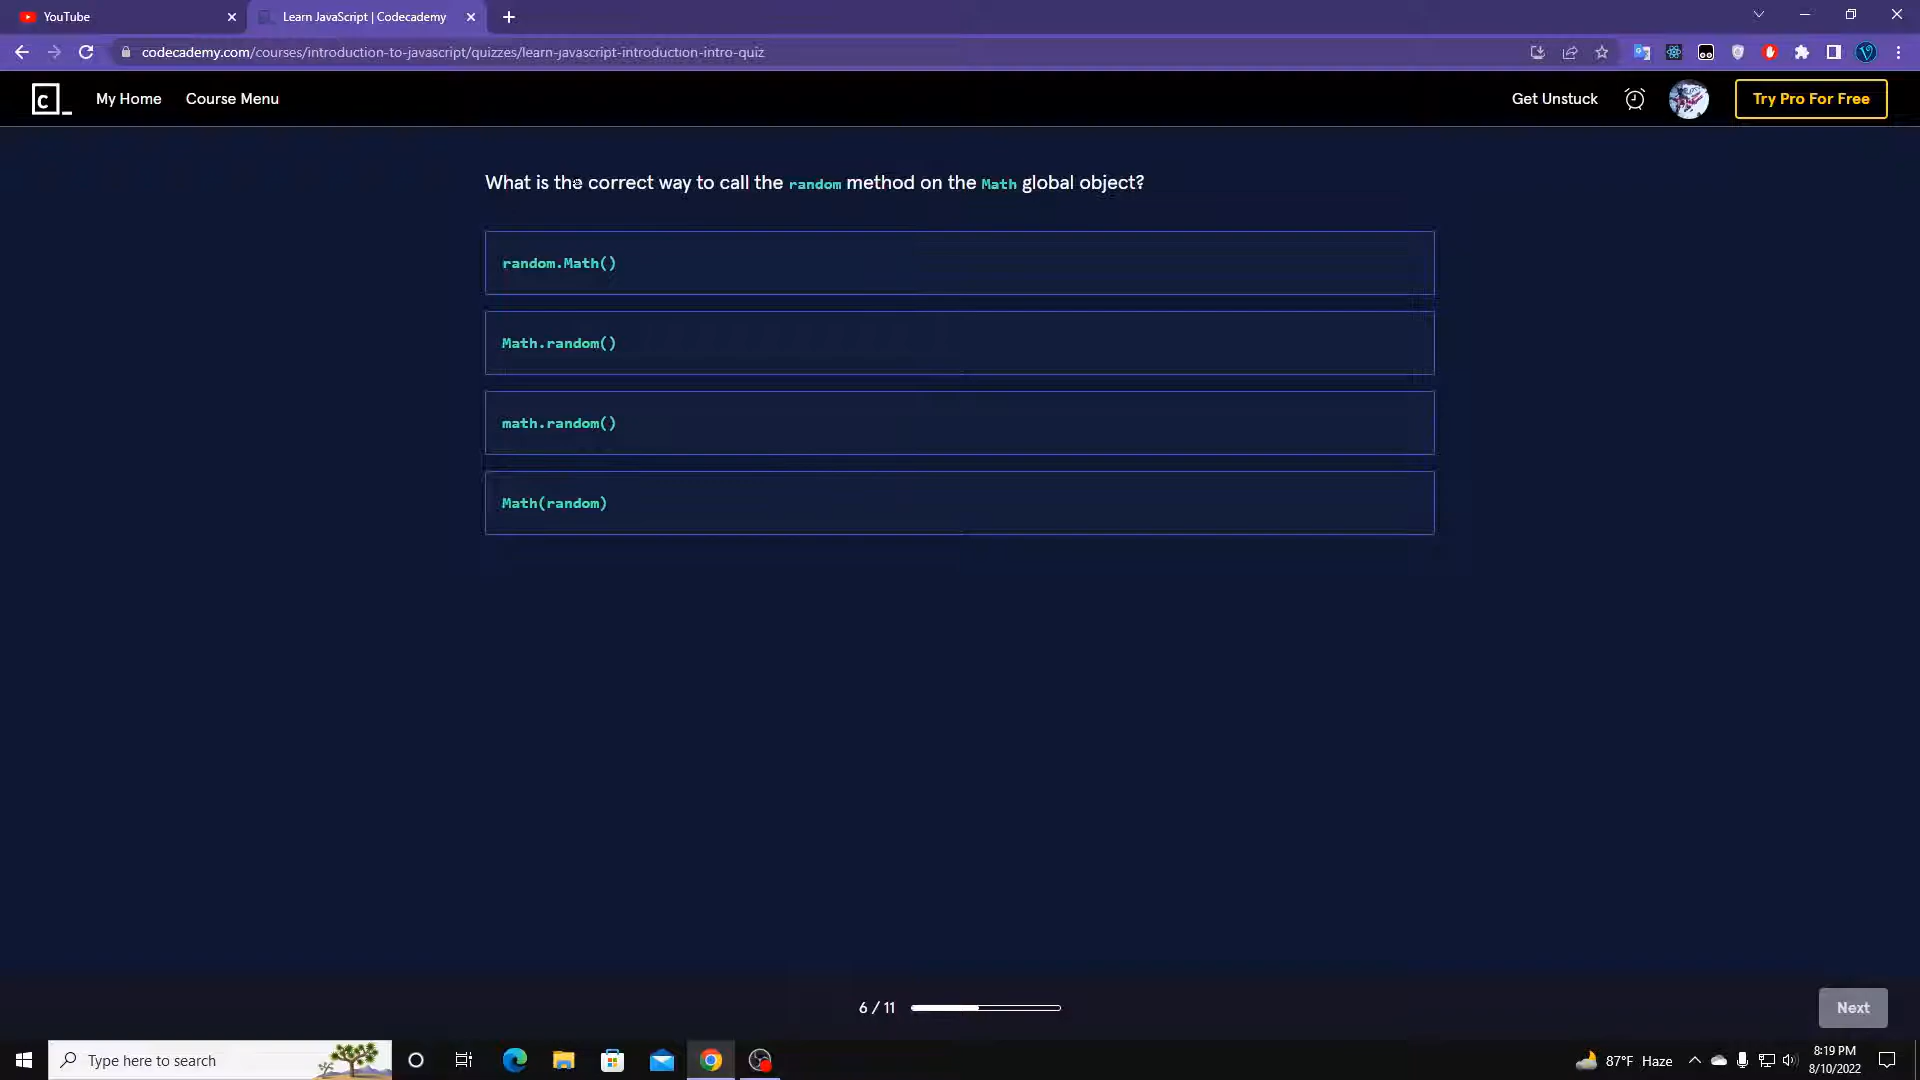 YouTube
Learn JavaScript | Codecademy
codecademy.com/courses/introduction-to-javascript/quizzes/learn-javascript-introduction-intro-quiz
C_
My Home
Course Menu
Get Unstuck
Try Pro For Free
What is the correct way to call the random method on the Math global object?
random.Math()
Math.random()
math.random()
Math(random)
6 / 11
Next
Type here to search
87°F Haze
8:19 PM
8/10/2022